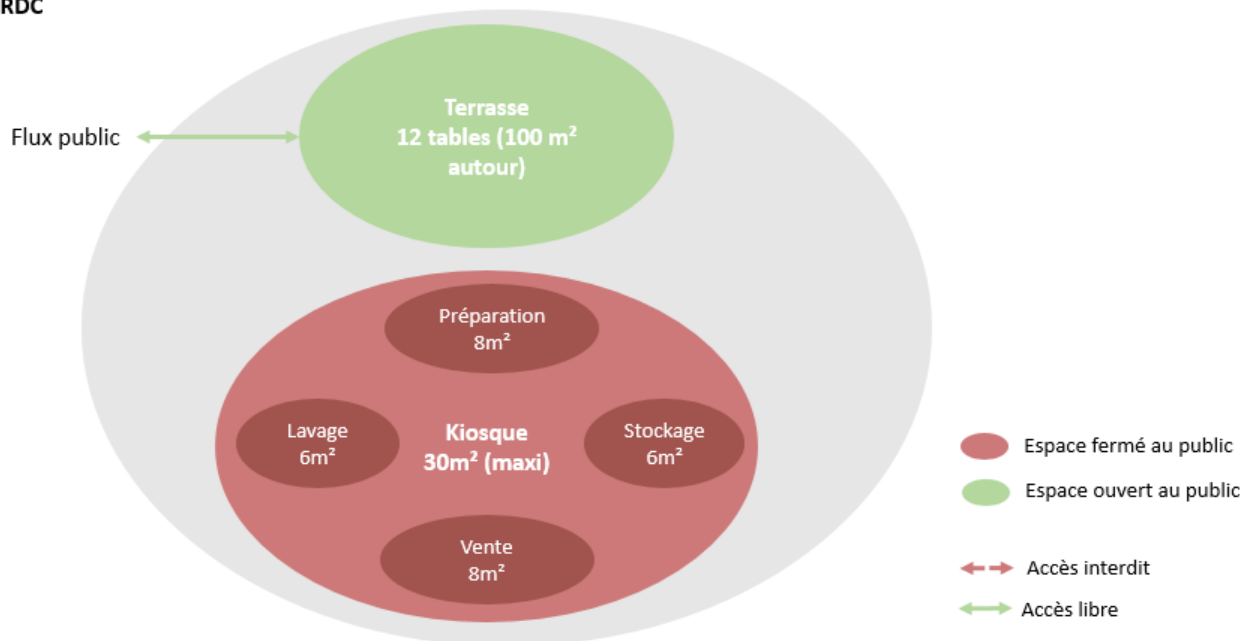 RDC
Flux public
Terrasse
12 tables (100 m²
autour)
Préparation
8m²
Lavage
6m²
Kiosque
30m² (maxi)
Stockage
6m²
Vente
8m²
Espace fermé au public
Espace ouvert au public
Accès interdit
Accès libre